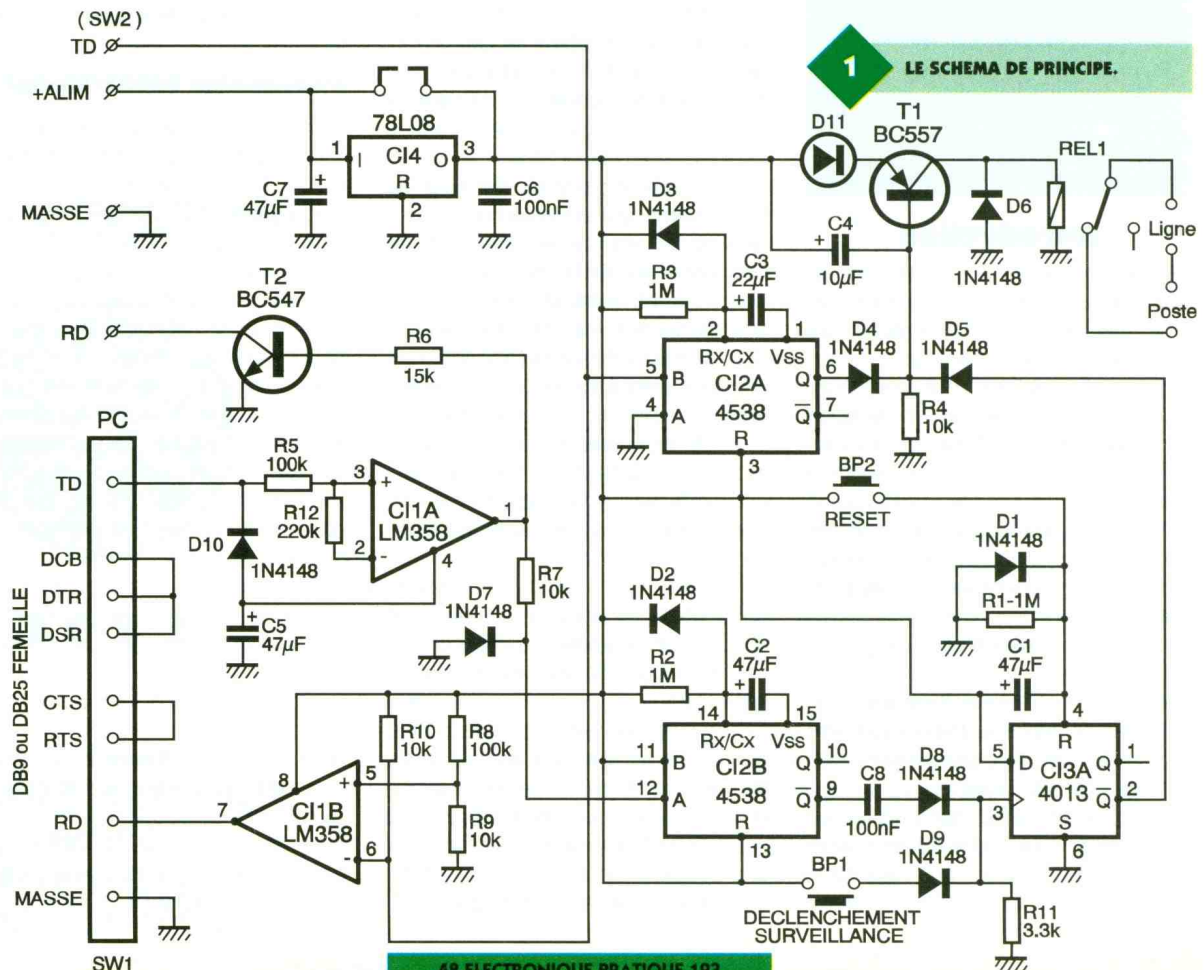 ( SW2 )
TD
+ALIM
MASSE
RD
1
LE SCHEMA DE PRINCIPE.
78L08
1
I
CI4
O
3
R
2
C7
+
47µF
C6
100nF
D11
T1
BC557
REL1
D6
1N4148
Ligne
Poste
D3
1N4148
R3
1M
C3
22µF
+
C4
+
10µF
T2
BC547
R6
15k
2
1
Rx/Cx
Vss
5
B
CI2A
Q
6
4
A
4538
Q
7
R
3
D4
1N4148
D5
1N4148
R4
10k
BP2
RESET
PC
DB9 ou DB25 FEMELLE
TD
DCB
DTR
DSR
CTS
RTS
RD
MASSE
SW1
R5
100k
R12
220k
3
+
CI1A
LM358
1
2
-
4
D10
1N4148
+
C5
47µF
D7
1N4148
R7
10k
D1
1N4148
R1-1M
C1
47µF
+
D2
1N4148
R2
1M
C2
+
47µF
R10
10k
R8
100k
R9
10k
8
7
CI1B
LM358
5
+
6
-
14
15
Rx/Cx
Vss
11
B
CI2B
Q
10
12
A
4538
Q
9
R
13
C8
100nF
D8
1N4148
D9
1N4148
4
R
5
D
Q
1
CI3A
4013
3
Q
2
S
6
BP1
DECLENCHEMENT
SURVEILLANCE
R11
3.3k
68 ELECTRONIQUE PRATIQUE 193